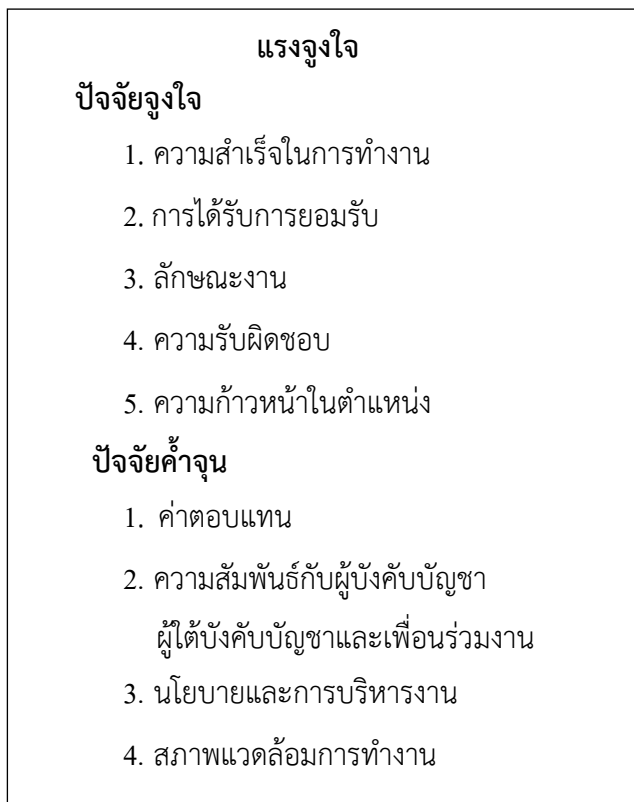 แรงจูงใจ
ปัจจัยจูงใจ
1. ความสำเร็จในการทำงาน
2. การได้รับการยอมรับ
3. ลักษณะงาน
4. ความรับผิดชอบ
5. ความก้าวหน้าในตำแหน่ง
ปัจจัยค้ำจุน
1. ค่าตอบแทน
2. ความสัมพันธ์กับผู้บังคับบัญชา
ผู้ใต้บังคับบัญชาและเพื่อนร่วมงาน
3. นโยบายและการบริหารงาน
4. สภาพแวดล้อมการทำงาน